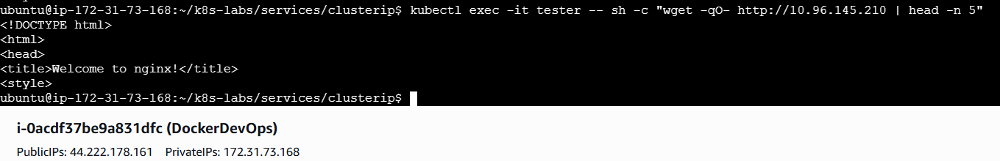 ubuntu@ip-172-31-73-168:~/k8s-labs/services/clusterip$ kubectl exec -it tester -- sh -c "wget -qO- http://10.96.145.210 | head -n 5"
<!DOCTYPE html>
<html>
<head>
<title>Welcome to nginx!</title>
<style>
ubuntu@ip-172-31-73-168:~/k8s-labs/services/clusterip$
i-0acdf37be9a831dfc (DockerDevOps)
PublicIPs: 44.222.178.161 PrivateIPs: 172.31.73.168